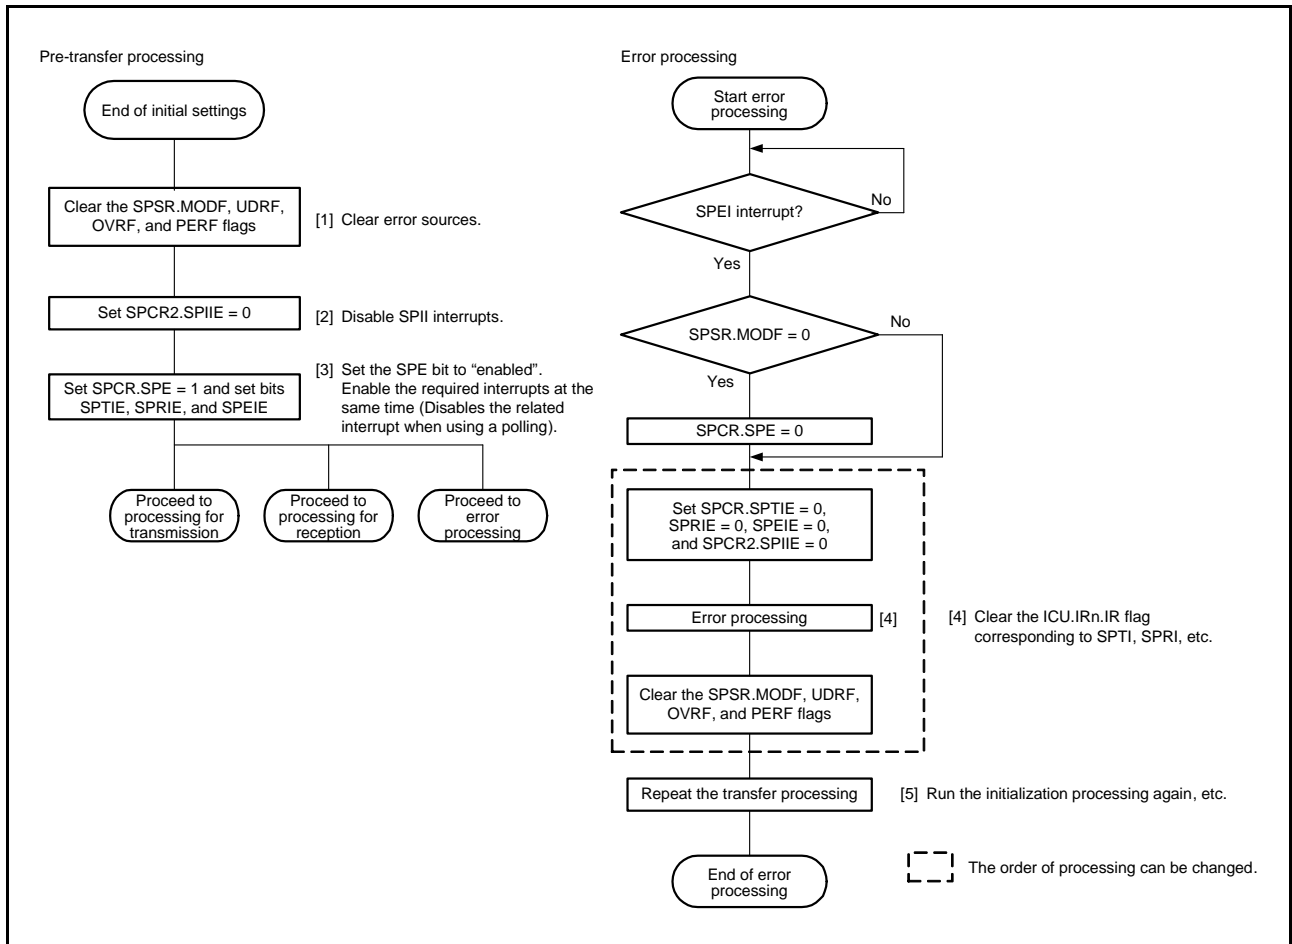 Pre-transfer processing
End of initial settings
Clear the SPSR.MODF, UDRF,
OVRF, and PERF flags
[1] Clear error sources.
Set SPCR2.SPIIE = 0
[2] Disable SPII interrupts.
Set SPCR.SPE = 1 and set bits
SPTIE, SPRIE, and SPEIE
[3] Set the SPE bit to “enabled”.
Enable the required interrupts at the
same time (Disables the related
interrupt when using a polling).
Proceed to
processing for
transmission
Proceed to
processing for
reception
Proceed to
error
processing
Error processing
Start error
processing
SPEI interrupt?
No
Yes
SPSR.MODF = 0
No
Yes
SPCR.SPE = 0
Set SPCR.SPTIE = 0,
SPRIE = 0, SPEIE = 0,
and SPCR2.SPIIE = 0
Error processing
[4]
[4] Clear the ICU.IRn.IR flag
corresponding to SPTI, SPRI, etc.
Clear the SPSR.MODF, UDRF,
OVRF, and PERF flags
Repeat the transfer processing
[5] Run the initialization processing again, etc.
End of error
processing
The order of processing can be changed.